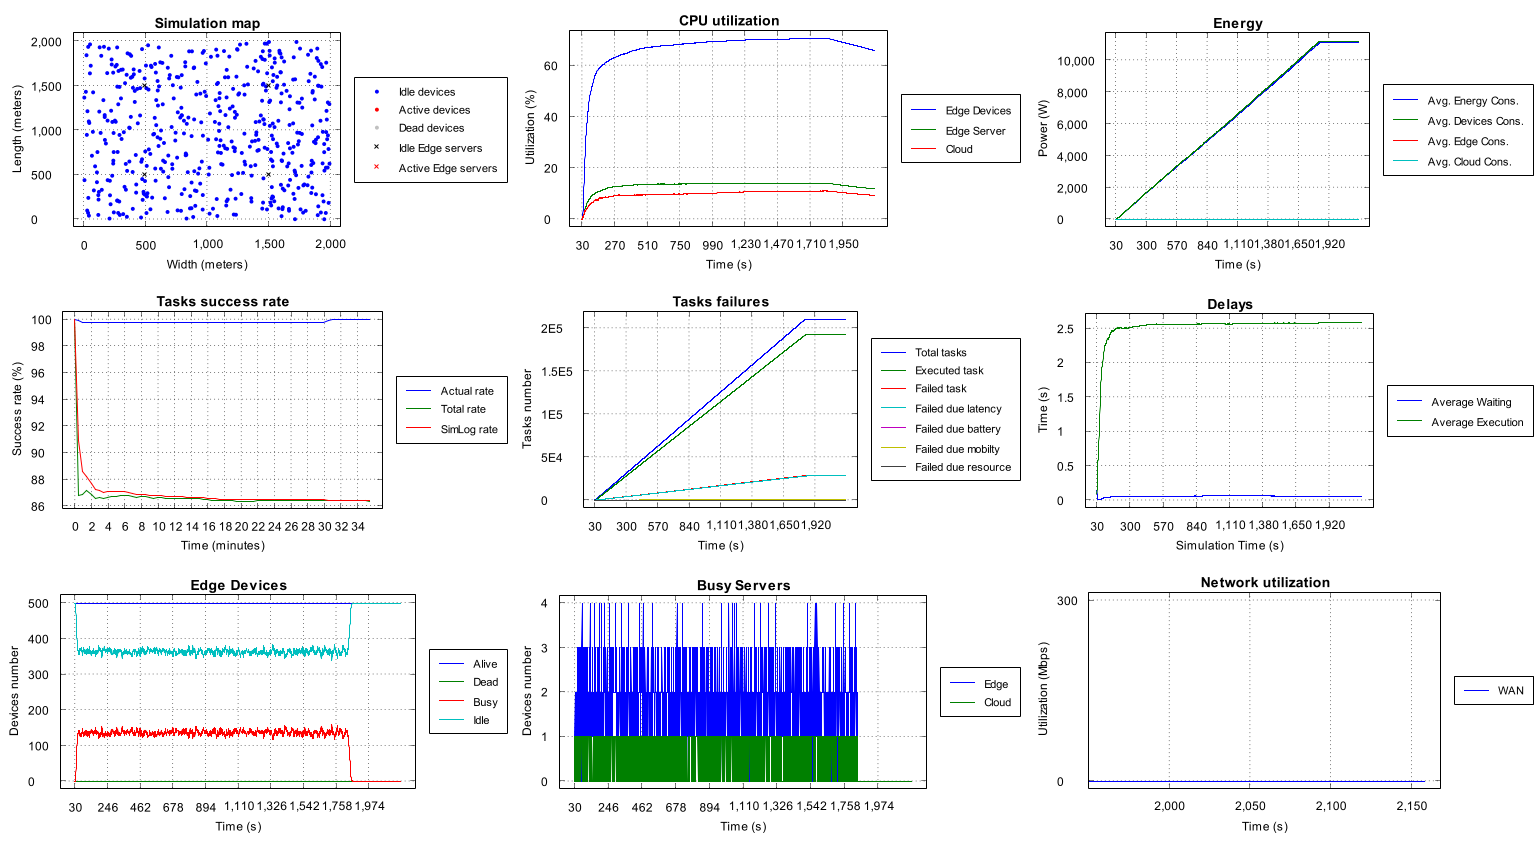 Simulation map
Length (meters)
2,000
1,500
1,000
500
0
0 500 1,000 1,500 2,000
Width (meters)
Idle devices
Active devices
Dead devices
Idle Edge servers
Active Edge servers
CPU utilization
Utilization (%)
60
40
20
0
30 270 510 750 990 1,230 1,470 1,710 1,950
Time (s)
Edge Devices
Edge Server
Cloud
Energy
Power (W)
10,000
8,000
6,000
4,000
2,000
0
30 300 570 840 1,110 1,380 1,650 1,920
Time (s)
Avg. Energy Cons.
Avg. Devices Cons.
Avg. Edge Cons.
Avg. Cloud Cons.
Tasks success rate
Success rate (%)
100
98
96
94
92
90
88
86
0 2 4 6 8 10 12 14 16 18 20 22 24 26 28 30 32 34
Time (minutes)
Actual rate
Total rate
SimLog rate
Tasks failures
Tasks number
2E5
1.5E5
1E5
5E4
0
30 300 570 840 1,110 1,380 1,650 1,920
Time (s)
Total tasks
Executed task
Failed task
Failed due latency
Failed due battery
Failed due mobilty
Failed due resource
Delays
Time (s)
2.5
2
1.5
1
0.5
0
30 300 570 840 1,110 1,380 1,650 1,920
Simulation Time (s)
Average Waiting
Average Execution
Edge Devices
Devices number
500
400
300
200
100
0
30 246 462 678 894 1,110 1,326 1,542 1,758 1,974
Time (s)
Alive
Dead
Busy
Idle
Busy Servers
Devices number
4
3
2
1
0
30 246 462 678 894 1,110 1,326 1,542 1,758 1,974
Time (s)
Edge
Cloud
Network utilization
Utilization (Mbps)
300
0
2,000 2,050 2,100 2,150
Time (s)
WAN